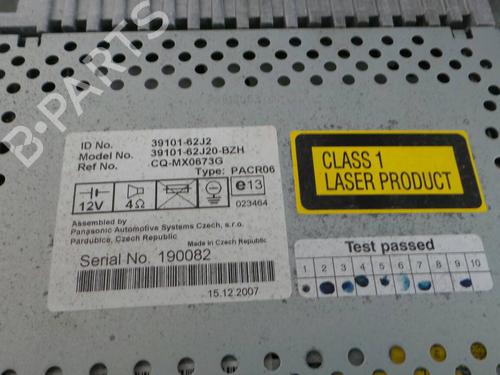 B-PARTS
ID No. 39101-62J2
Model No. 39101-62J20-BZH
Ref No. CQ-MX0673G
Type: PACR06
12V 4Ω e13
023464
Assembled by
Panasonic Automotive Systems Czech, s.r.o.
Pardubice, Czech Republic
Made in Czech Republic
Serial No. 190082
15.12.2007
CLASS 1
LASER PRODUCT
Test passed
1 2 3 4 5 6 7 8 9 10